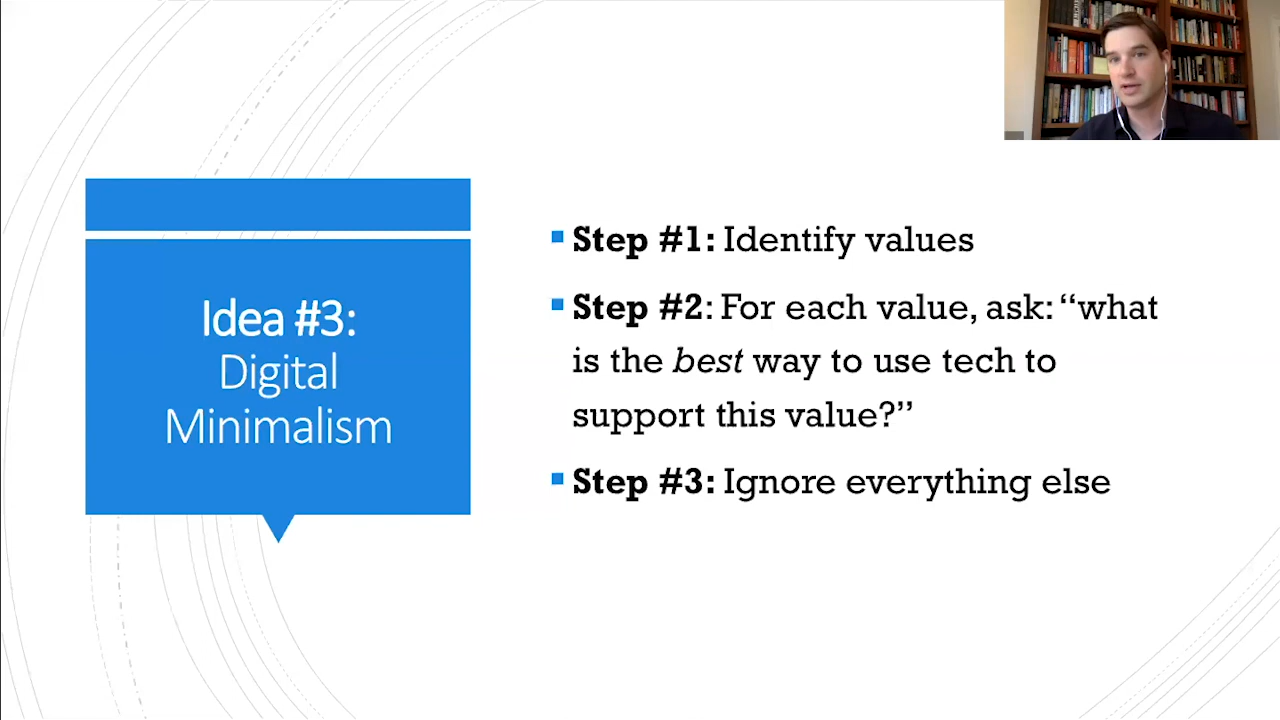 Idea #3:
Digital
Minimalism
Step #1: Identify values
Step #2: For each value, ask: “what
is the best way to use tech to
support this value?”
Step #3: Ignore everything else